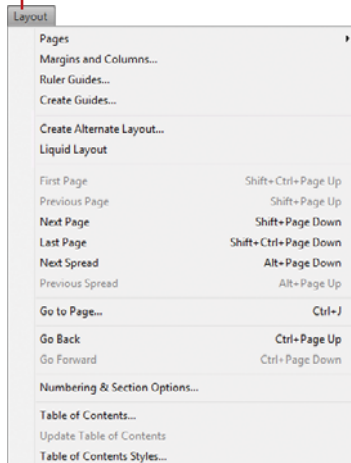 Layout
Pages
Margins and Columns...
Ruler Guides...
Create Guides...
Create Alternate Layout...
Liquid Layout
First Page Shift+Ctrl+Page Up
Previous Page Shift+Page Up
Next Page Shift+Page Down
Last Page Shift+Ctrl+Page Down
Next Spread Alt+Page Down
Previous Spread Alt+Page Up
Go to Page... Ctrl+J
Go Back Ctrl+Page Up
Go Forward Ctrl+Page Down
Numbering & Section Options...
Table of Contents...
Update Table of Contents
Table of Contents Styles...